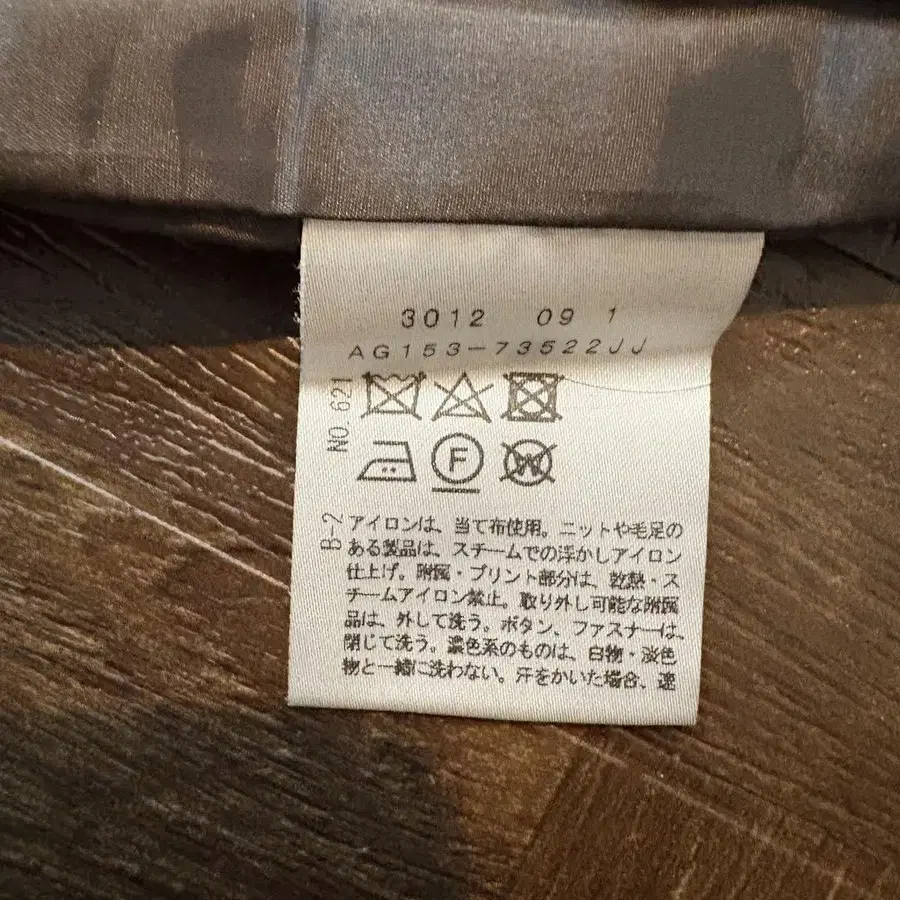 3012 09 1
AG153-73522JJ
NO. 621
F
W
B-2
アイロンは、当て布使用。ニットや毛足の
ある製品は、スチームでの浮かしアイロン
仕上げ。附属・プリント部分は、乾熱・ス
チームアイロン禁止。取り外し可能な附属
品は、外して洗う。ボタン、ファスナーは、
閉じて洗う。濃色系のものは、白物・淡色
物と一緒に洗わない。汗をかいた場合、速